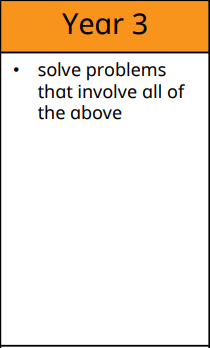 Year 3
• solve problems
that involve all of
the above